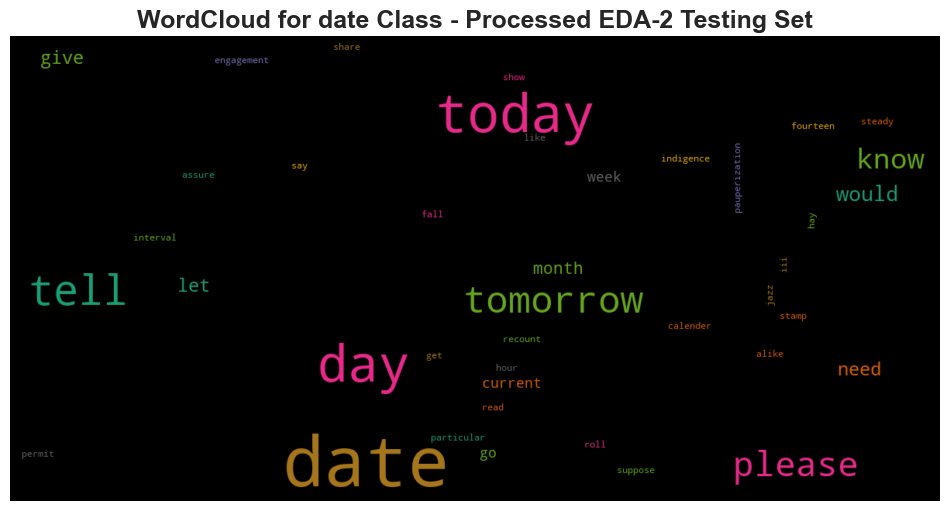 WordCloud for date Class - Processed EDA-2 Testing Set
share
give
engagement
show
today
fourteen
steady
like
know
indigence
say
assure
week
pauperization
would
fall
hay
interval
iii
month
tell
let
tomorrow
jazz
stamp
calender
recount
day
get
alike
hour
need
current
read
particular
roll
go
permit
date
please
suppose